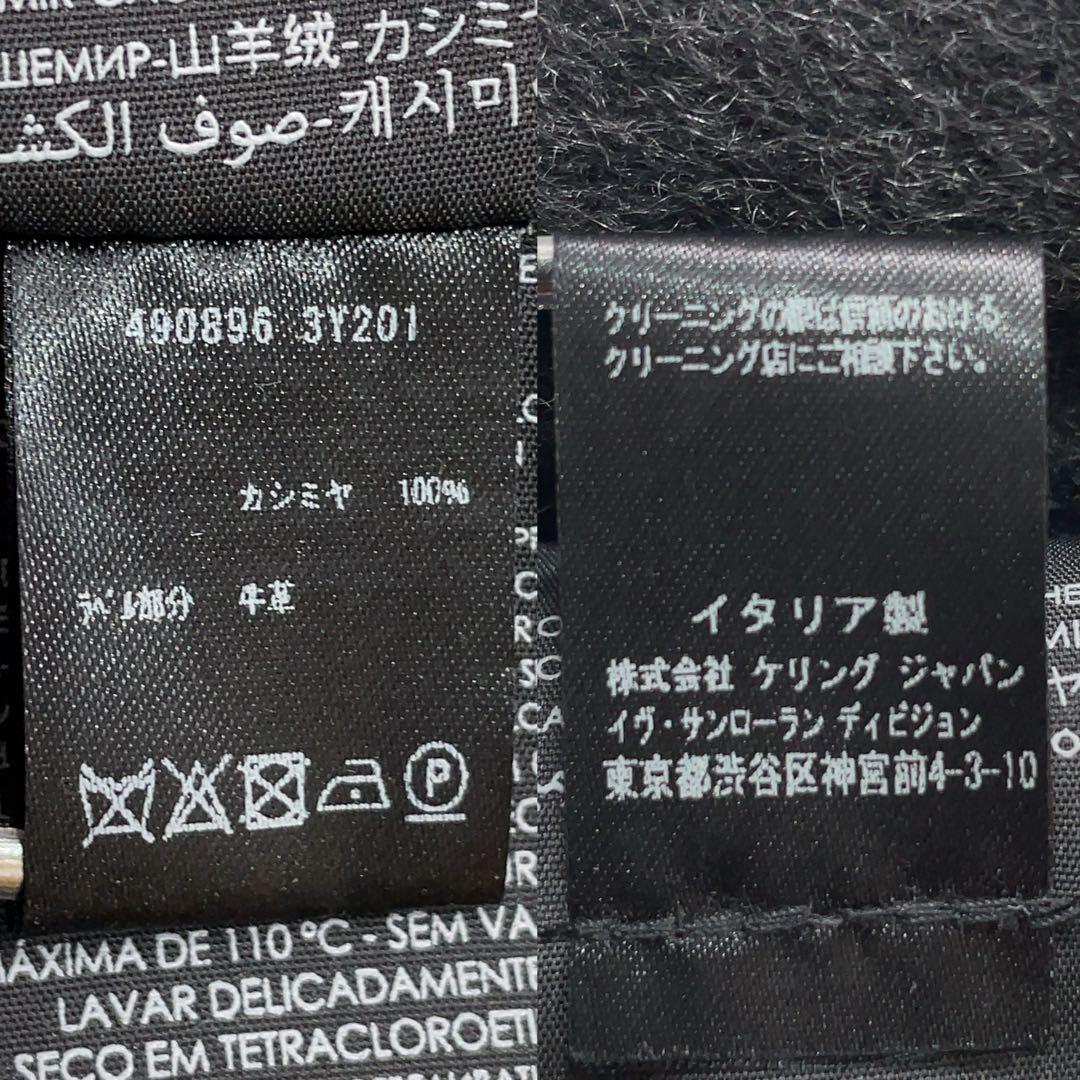 ШЕМИР-山羊绒-カシミ
صوف الكش-캐시미
490896 3Y201
カシミヤ 100%
ラベル部分 牛革
P
ÁXIMA DE 110 °C - SEM VA
LAVAR DELICADAMENTE
SECO EM TETRACLOROETI
クリーニングの際は信頼のおける
クリーニング店にご相談下さい。
イタリア製
株式会社 ケリング ジャパン
イヴ・サンローラン ディビジョン
東京都渋谷区神宮前4-3-10